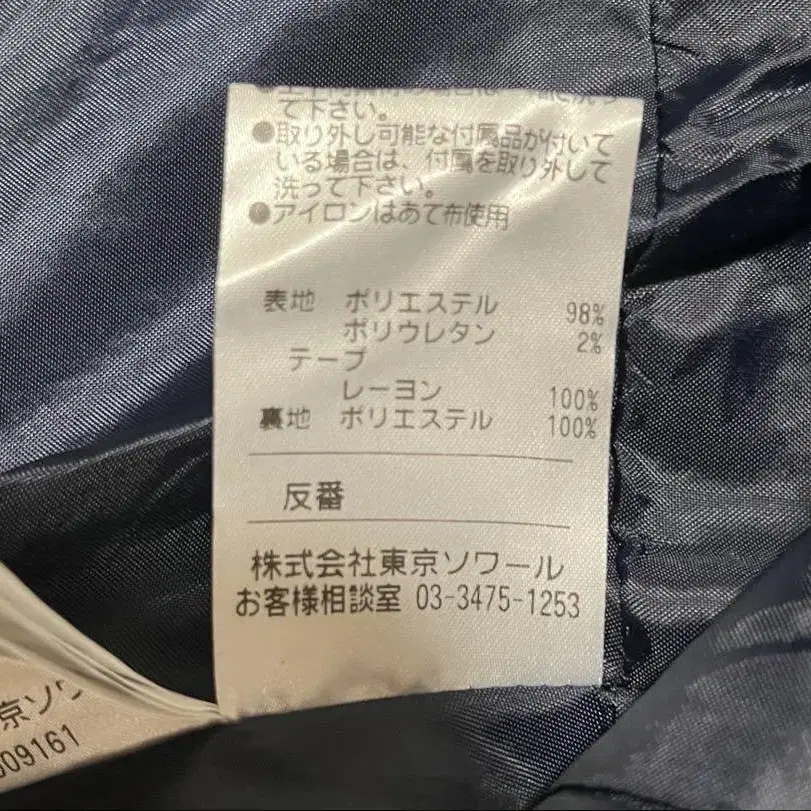 て下さい。
●取り外し可能な付属品が付いて
いる場合は、付属を取り外して
洗って下さい。
●アイロンはあて布使用
表地 ポリエステル 98%
ポリウレタン 2%
テープ
レーヨン 100%
裏地 ポリエステル 100%
反番
株式会社東京ソワール
お客様相談室 03-3475-1253
京ソワ
009161